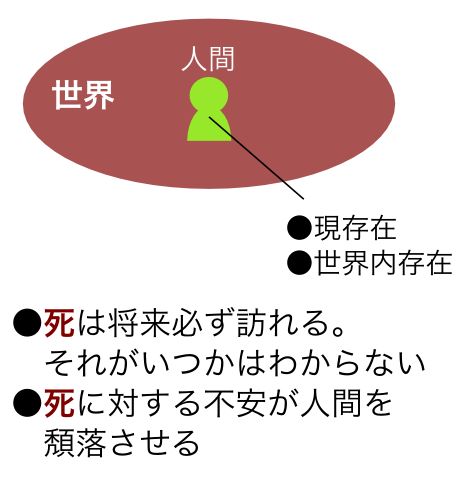 人間
世界
●現存在
●世界内存在
●死は将来必ず訪れる。
それがいつかはわからない
●死に対する不安が人間を
頽落させる